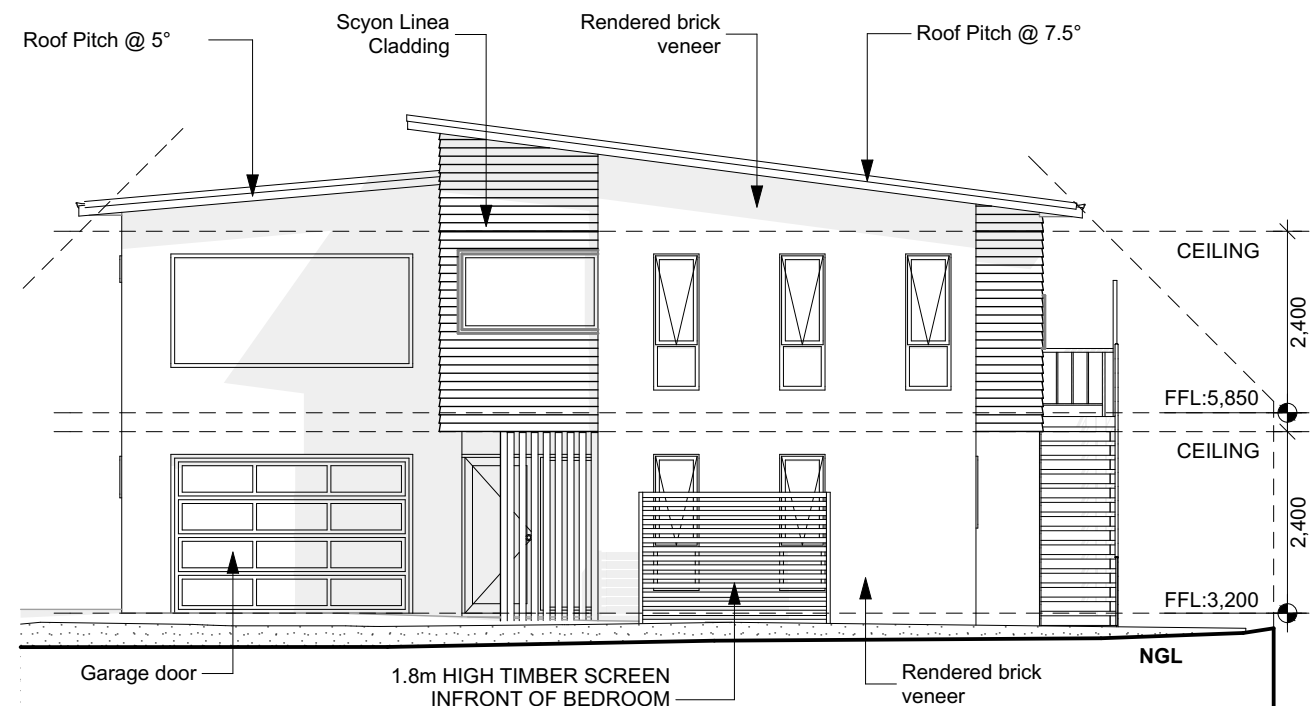 Roof Pitch @ 5°
Scyon Linea
Cladding
Rendered brick
veneer
Roof Pitch @ 7.5°
CEILING
2,400
FFL:5,850
CEILING
2,400
FFL:3,200
NGL
Garage door
1.8m HIGH TIMBER SCREEN
INFRONT OF BEDROOM
Rendered brick
veneer